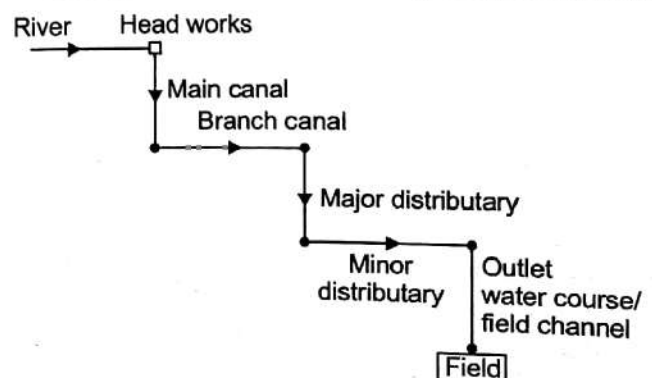 River
Head works
Main canal
Branch canal
Major distributary
Minor
distributary
Outlet
water course/
field channel
Field